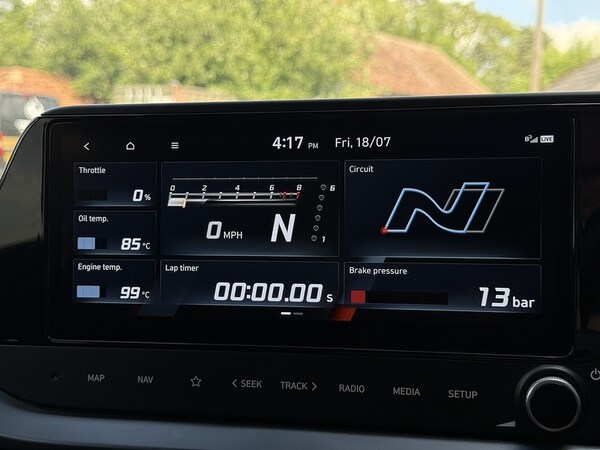 4:17 PM Fri, 18/07 LIVE
Throttle
0 %
Oil temp.
85 °C
Engine temp.
99 °C
0 2 4 6 8
6
1
0 MPH N
Lap timer
00:00.00 s
Circuit
Brake pressure
13 bar
MAP NAV < SEEK TRACK > RADIO MEDIA SETUP